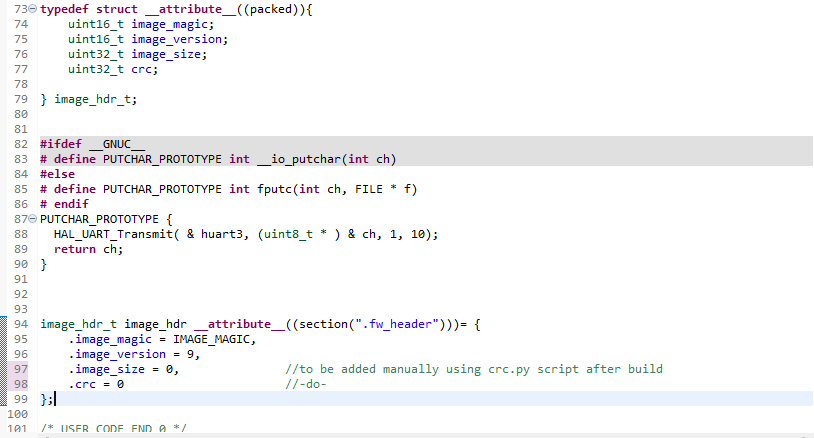 73 typedef struct __attribute__((packed)){
74 uint16_t image_magic;
75 uint16_t image_version;
76 uint32_t image_size;
77 uint32_t crc;
78
79 } image_hdr_t;
80
81
82 #ifdef __GNUC__
83 # define PUTCHAR_PROTOTYPE int __io_putchar(int ch)
84 #else
85 # define PUTCHAR_PROTOTYPE int fputc(int ch, FILE * f)
86 # endif
87 PUTCHAR_PROTOTYPE {
88 HAL_UART_Transmit( & huart3, (uint8_t * ) & ch, 1, 10);
89 return ch;
90 }
91
92
93
94 image_hdr_t image_hdr __attribute__((section(".fw_header")))= {
95 .image_magic = IMAGE_MAGIC,
96 .image_version = 9,
97 .image_size = 0, //to be added manually using crc.py script after build
98 .crc = 0 //-do-
99 };
100
101 /* USER CODE END 0 */